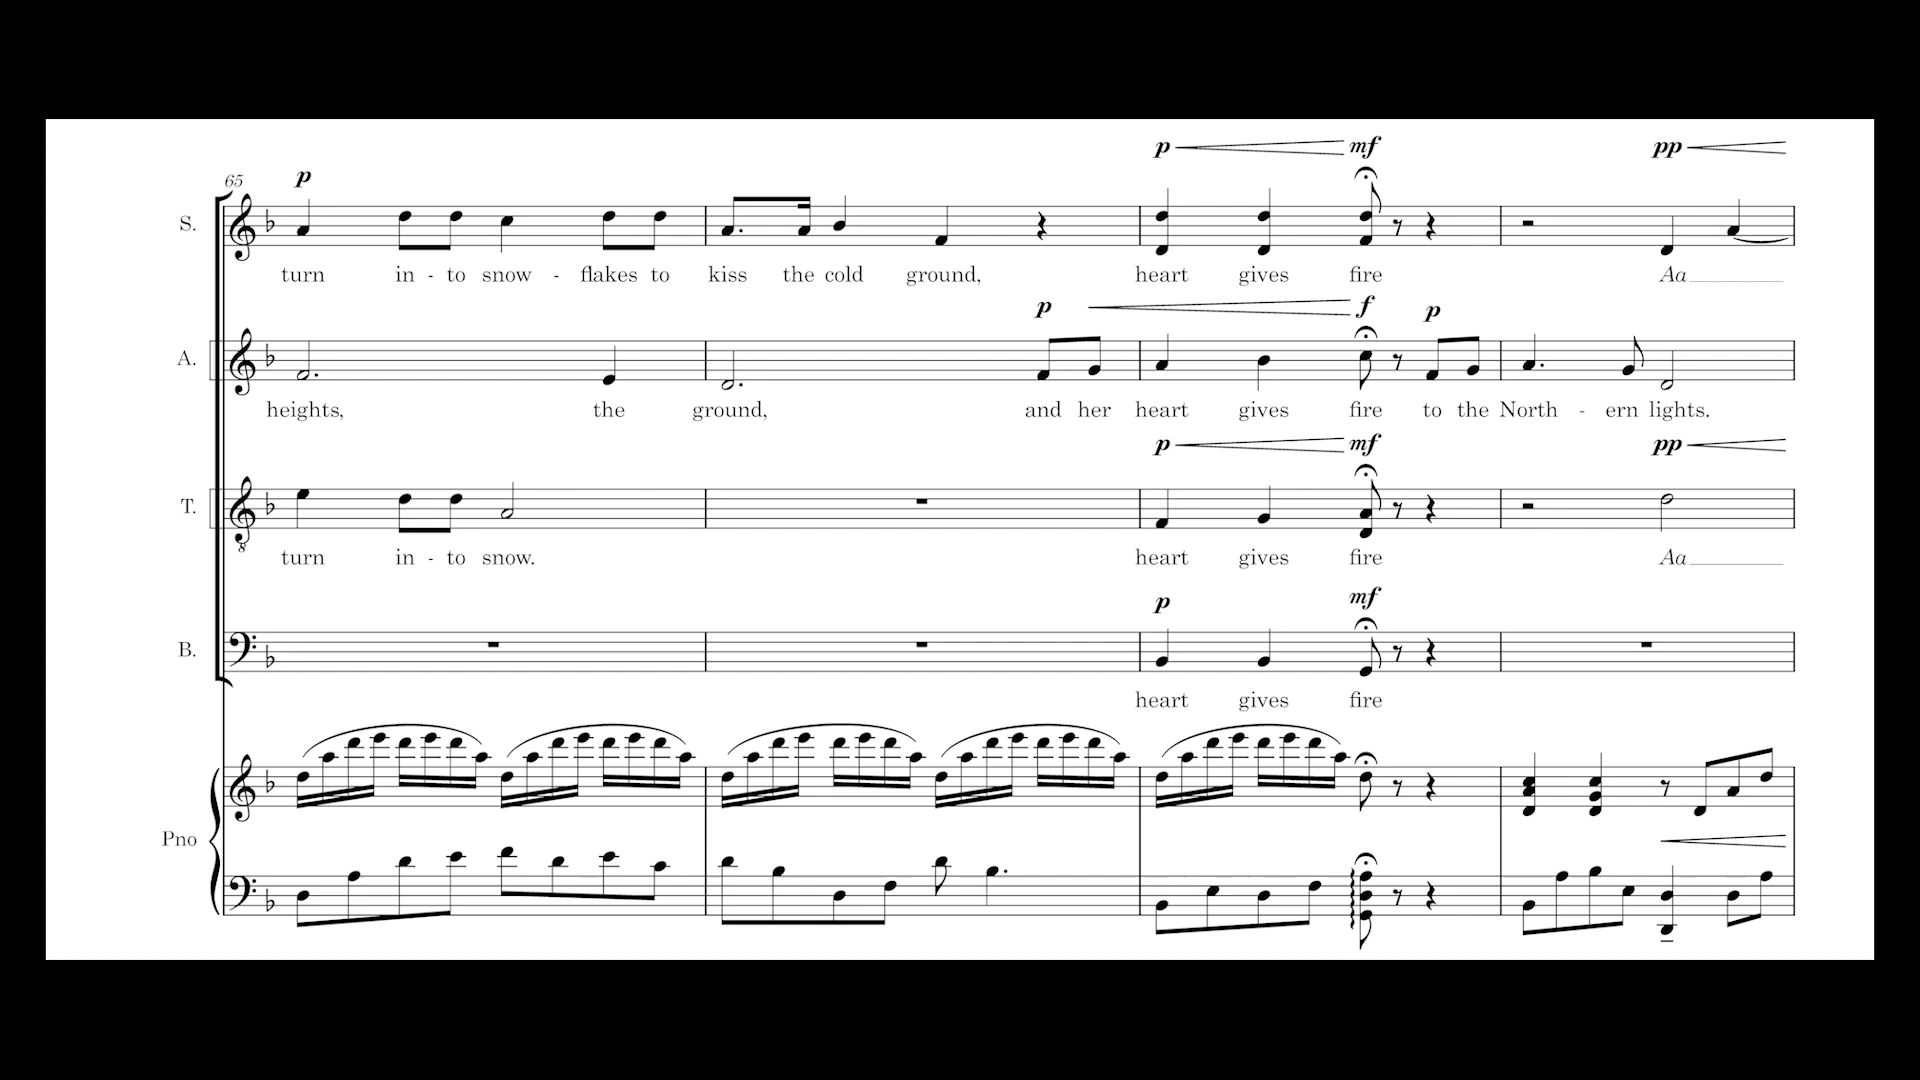 p mf pp
65 p
S.
turn in - to snow - flakes to kiss the cold ground, heart gives fire Aa
p f p
A.
heights, the ground, and her heart gives fire to the North - ern lights.
p mf pp
T.
turn in - to snow. heart gives fire Aa
p mf
B.
heart gives fire
Pno